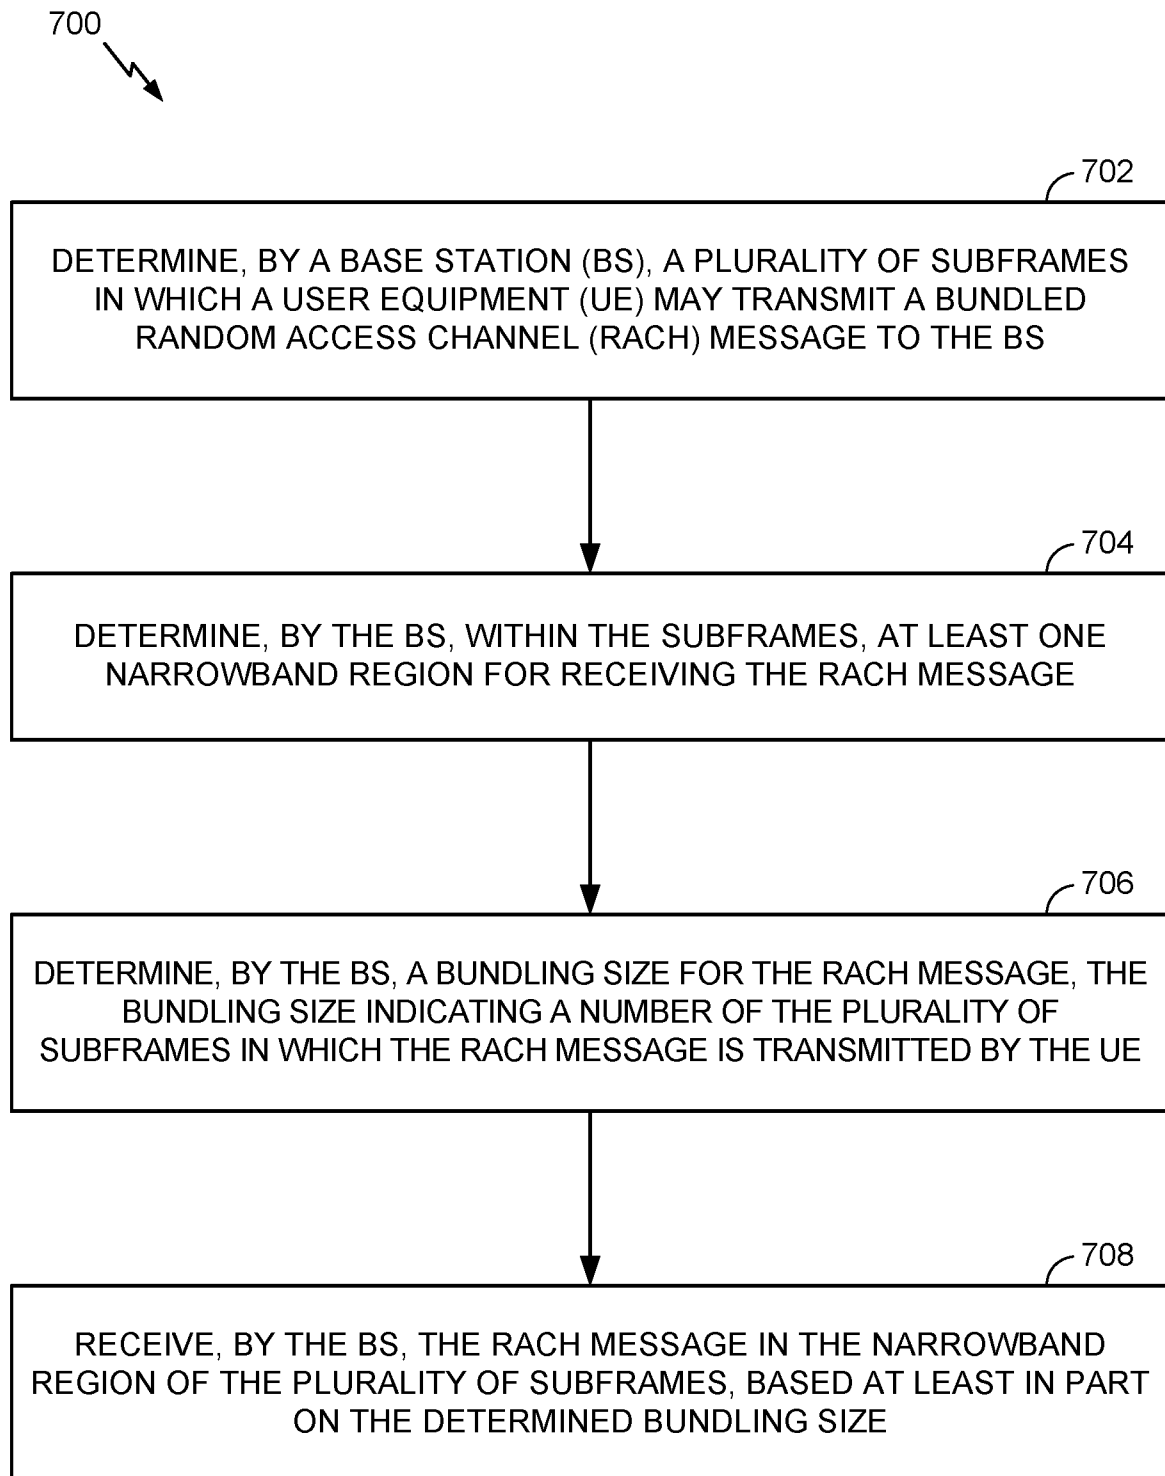 700
702
DETERMINE, BY A BASE STATION (BS), A PLURALITY OF SUBFRAMES
IN WHICH A USER EQUIPMENT (UE) MAY TRANSMIT A BUNDLED
RANDOM ACCESS CHANNEL (RACH) MESSAGE TO THE BS
704
DETERMINE, BY THE BS, WITHIN THE SUBFRAMES, AT LEAST ONE
NARROWBAND REGION FOR RECEIVING THE RACH MESSAGE
706
DETERMINE, BY THE BS, A BUNDLING SIZE FOR THE RACH MESSAGE, THE
BUNDLING SIZE INDICATING A NUMBER OF THE PLURALITY OF
SUBFRAMES IN WHICH THE RACH MESSAGE IS TRANSMITTED BY THE UE
708
RECEIVE, BY THE BS, THE RACH MESSAGE IN THE NARROWBAND
REGION OF THE PLURALITY OF SUBFRAMES, BASED AT LEAST IN PART
ON THE DETERMINED BUNDLING SIZE